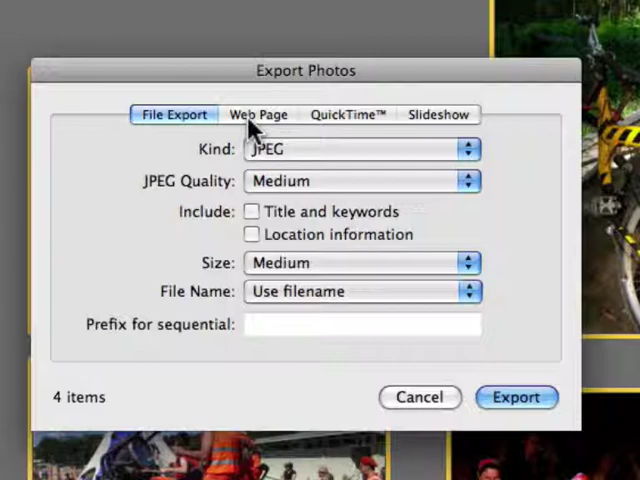 Export Photos
File Export Web Page QuickTime™ Slideshow
Kind: JPEG
JPEG Quality: Medium
Include: Title and keywords
Location information
Size: Medium
File Name: Use filename
Prefix for sequential:
4 items Cancel Export